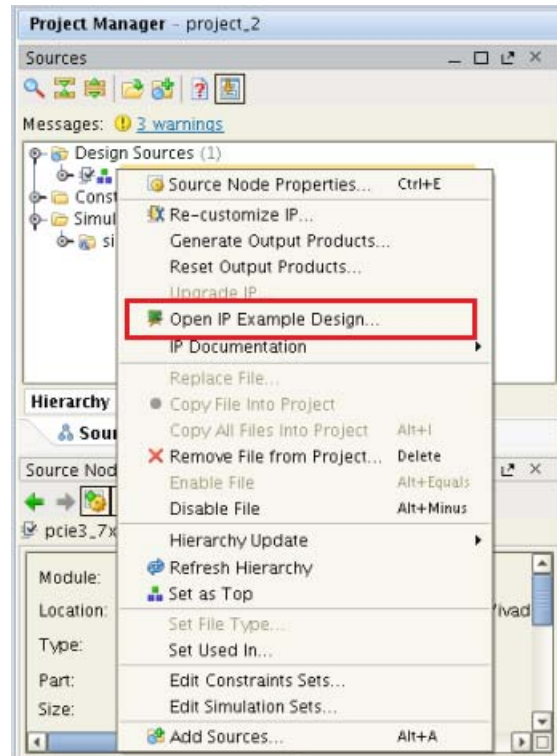 Project Manager - project_2
Sources
Messages: 3 warnings
Design Sources (1)
Const
Simul
si
Source Node Properties... Ctrl+E
Re-customize IP...
Generate Output Products...
Reset Output Products...
Upgrade IP...
Open IP Example Design...
IP Documentation
Replace File...
Copy File Into Project
Copy All Files Into Project Alt+I
Remove File from Project... Delete
Enable File Alt+Equals
Disable File Alt+Minus
Hierarchy Update
Refresh Hierarchy
Set as Top
Set File Type...
Set Used In...
Edit Constraints Sets...
Edit Simulation Sets...
Add Sources... Alt+A
Hierarchy
Sour
Source Nod
pcie3_7x
Module:
Location: /ivad
Type:
Part:
Size: